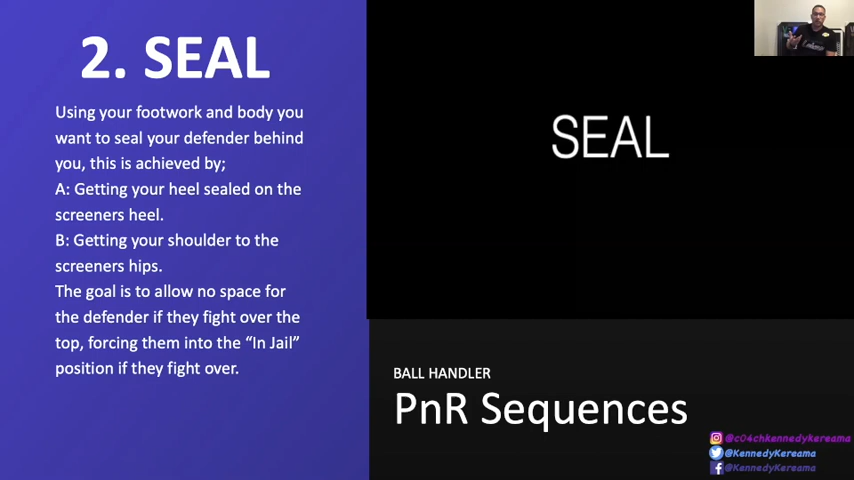 2. SEAL
Using your footwork and body you
want to seal your defender behind
you, this is achieved by;
A: Getting your heel sealed on the
screeners heel.
B: Getting your shoulder to the
screeners hips.
The goal is to allow no space for
the defender if they fight over the
top, forcing them into the “In Jail”
position if they fight over.
SEAL
BALL HANDLER
PnR Sequences
@c04chkennedykereama
@KennedyKereama
@KennedyKereama